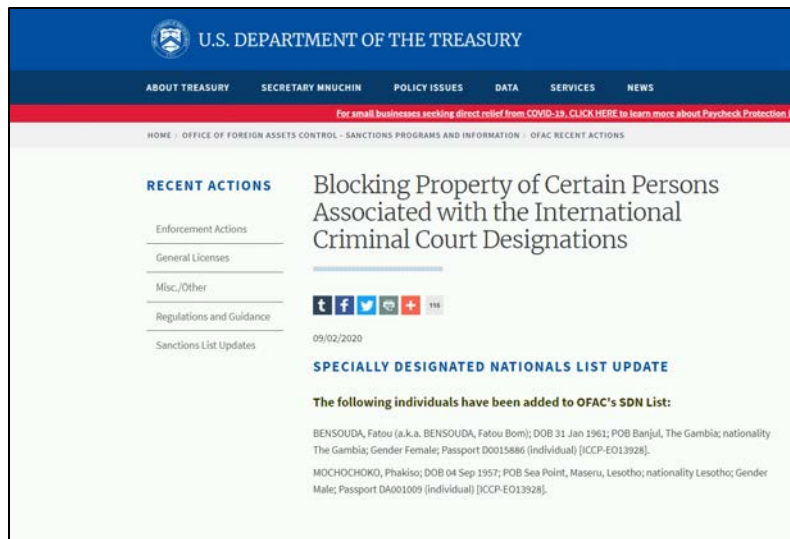 U.S. DEPARTMENT OF THE TREASURY
ABOUT TREASURY SECRETARY MNUCHIN POLICY ISSUES DATA SERVICES NEWS
For small businesses seeking direct relief from COVID-19, CLICK HERE to learn more about Paycheck Protection
HOME › OFFICE OF FOREIGN ASSETS CONTROL - SANCTIONS PROGRAMS AND INFORMATION › OFAC RECENT ACTIONS
RECENT ACTIONS
Enforcement Actions
General Licenses
Misc./Other
Regulations and Guidance
Sanctions List Updates
Blocking Property of Certain Persons
Associated with the International
Criminal Court Designations
116
09/02/2020
SPECIALLY DESIGNATED NATIONALS LIST UPDATE
The following individuals have been added to OFAC's SDN List:
BENSOUDA, Fatou (a.k.a. BENSOUDA, Fatou Bom); DOB 31 Jan 1961; POB Banjul, The Gambia; nationality
The Gambia; Gender Female; Passport D0015886 (individual) [ICCP-EO13928].
MOCHOCHOKO, Phakiso; DOB 04 Sep 1957; POB Sea Point, Maseru, Lesotho; nationality Lesotho; Gender
Male; Passport DA001009 (individual) [ICCP-EO13928].